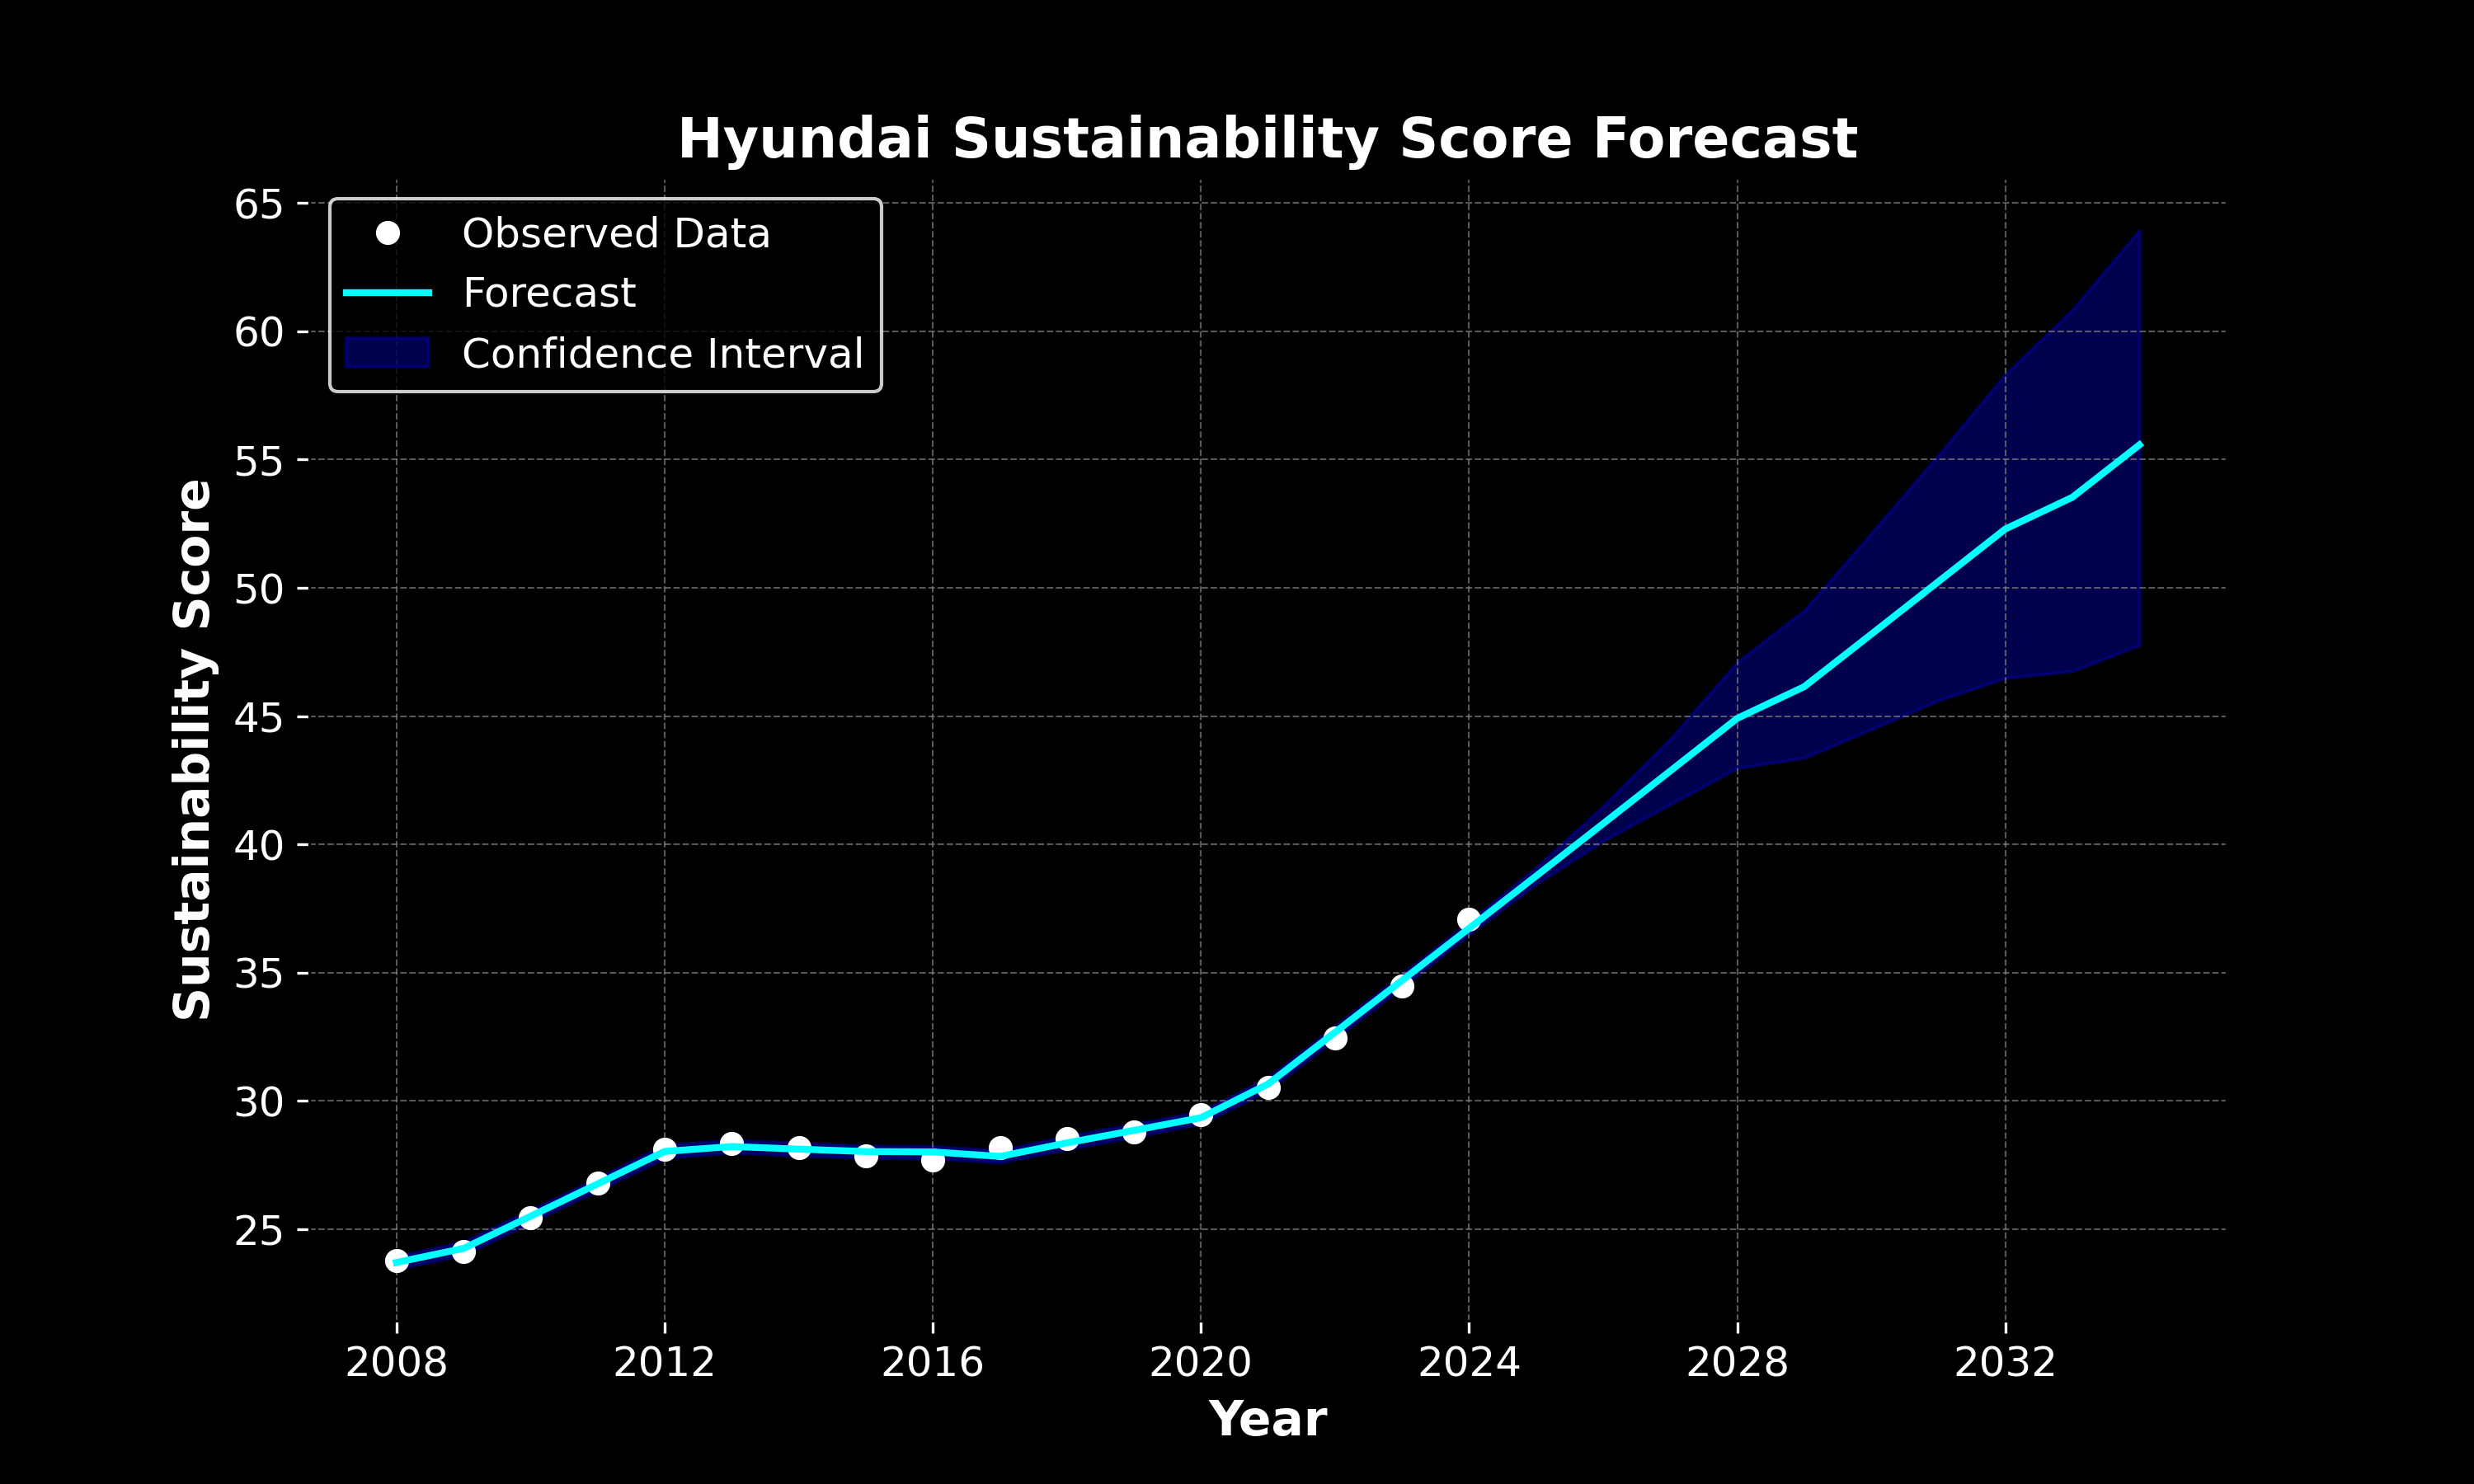 Hyundai Sustainability Score Forecast
Observed Data
Forecast
Confidence Interval
Sustainability Score
65
60
55
50
45
40
35
30
25
2008 2012 2016 2020 2024 2028 2032
Year